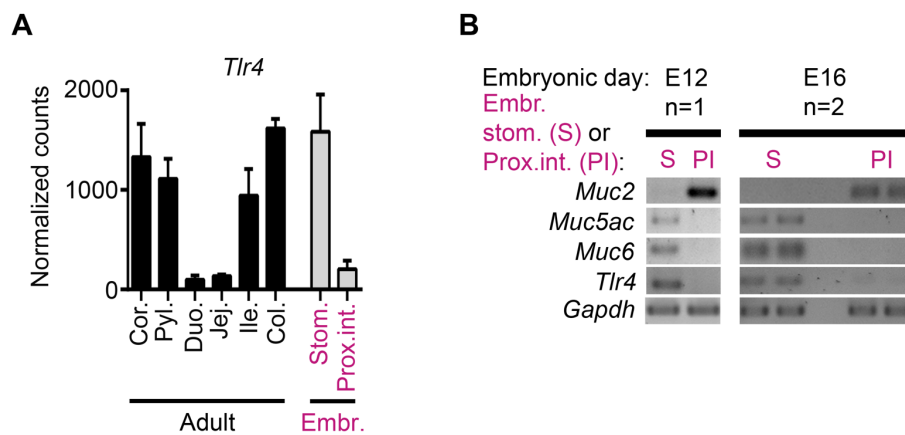 A
Tlr4
Normalized counts
2000
1000
0
Cor.
Pyl.
Duo.
Jej.
Ile.
Col.
Stom.
Prox.int.
Adult
Embr.
B
Embryonic day: E12 E16
Embr. n=1 n=2
stom. (S) or
Prox.int. (PI): S PI S PI
Muc2
Muc5ac
Muc6
Tlr4
Gapdh